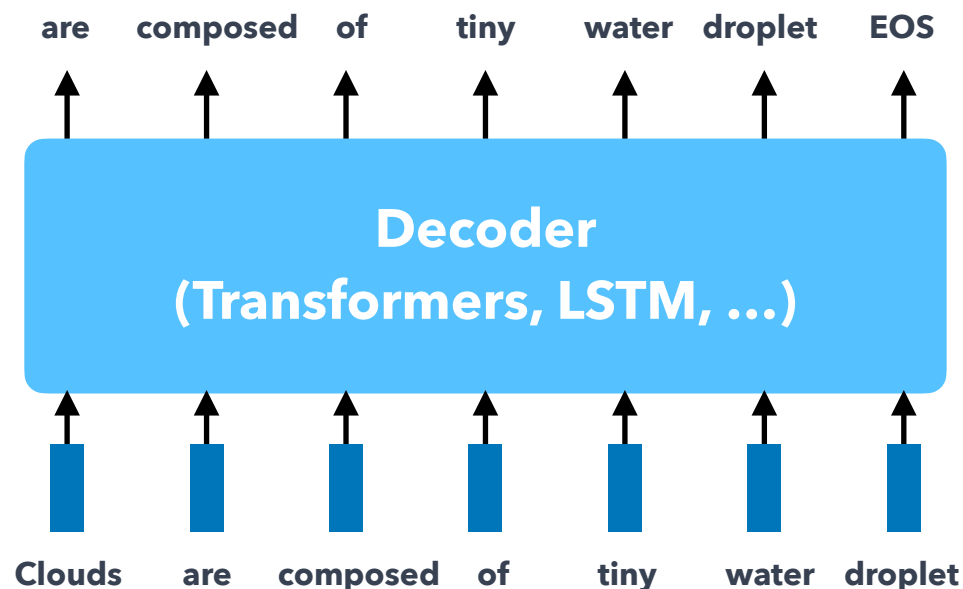 are composed of tiny water droplet EOS
Decoder
(Transformers, LSTM, ...)
Clouds are composed of tiny water droplet